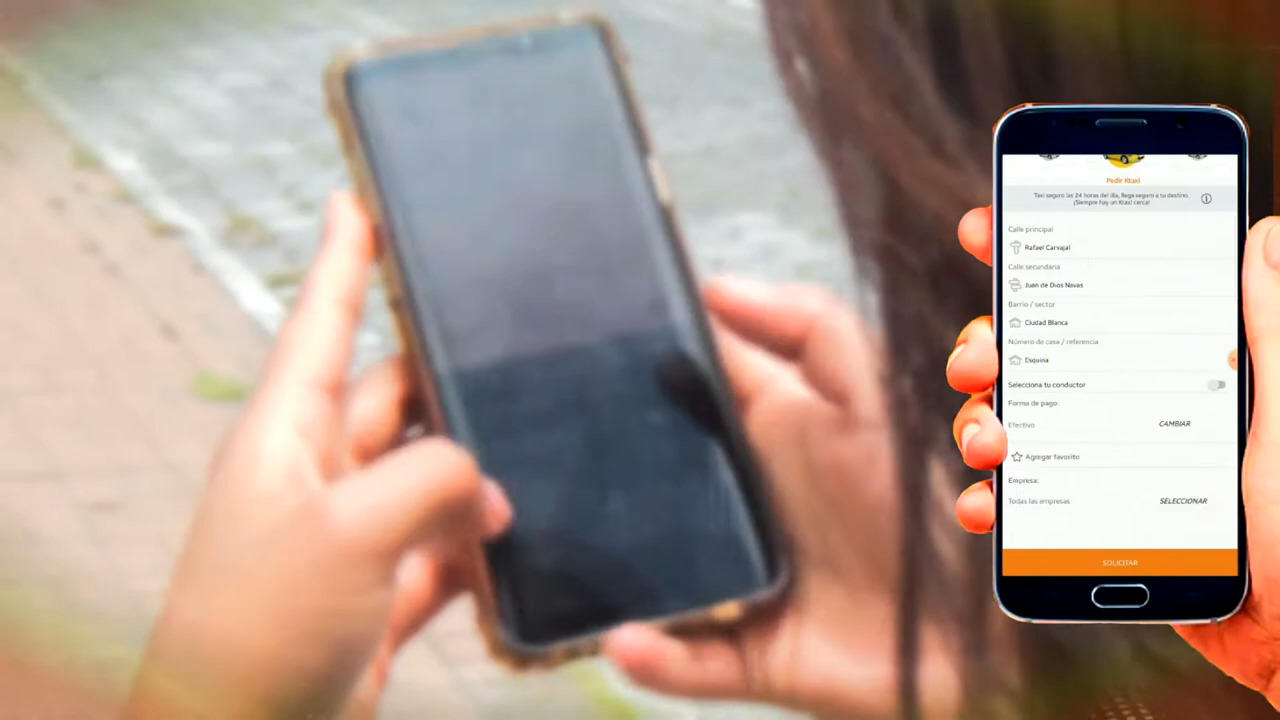 Pedir Ktaxi
Taxi seguro las 24 horas del día, llega seguro a tu destino.
¡Siempre hay un Ktaxi cerca!
Calle principal
Rafael Carvajal
Calle secundaria
Juan de Dios Navas
Barrio / sector
Ciudad Blanca
Número de casa / referencia
Esquina
Selecciona tu conductor
Forma de pago:
Efectivo CAMBIAR
Agregar favorito
Empresa:
Todas las empresas SELECCIONAR
SOLICITAR